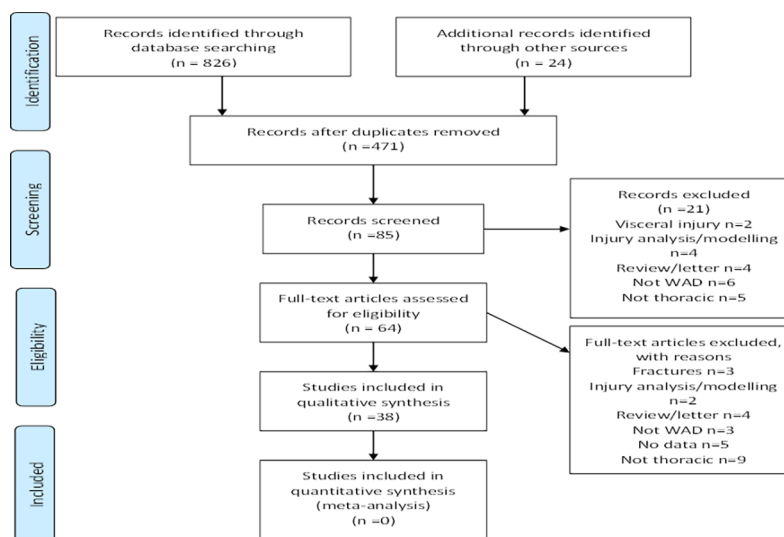 Identification
Records identified through
database searching
(n = 826)
Additional records identified
through other sources
(n = 24)
Records after duplicates removed
(n =471)
Screening
Records screened
(n =85)
Records excluded
(n =21)
Visceral injury n=2
Injury analysis/modelling
n=4
Review/letter n=4
Not WAD n=6
Not thoracic n=5
Eligibility
Full-text articles assessed
for eligibility
(n = 64)
Full-text articles excluded,
with reasons
Fractures n=3
Injury analysis/modelling
n=2
Review/letter n=4
Not WAD n=3
No data n=5
Not thoracic n=9
Studies included in
qualitative synthesis
(n =38)
Included
Studies included in
quantitative synthesis
(meta-analysis)
(n =0)